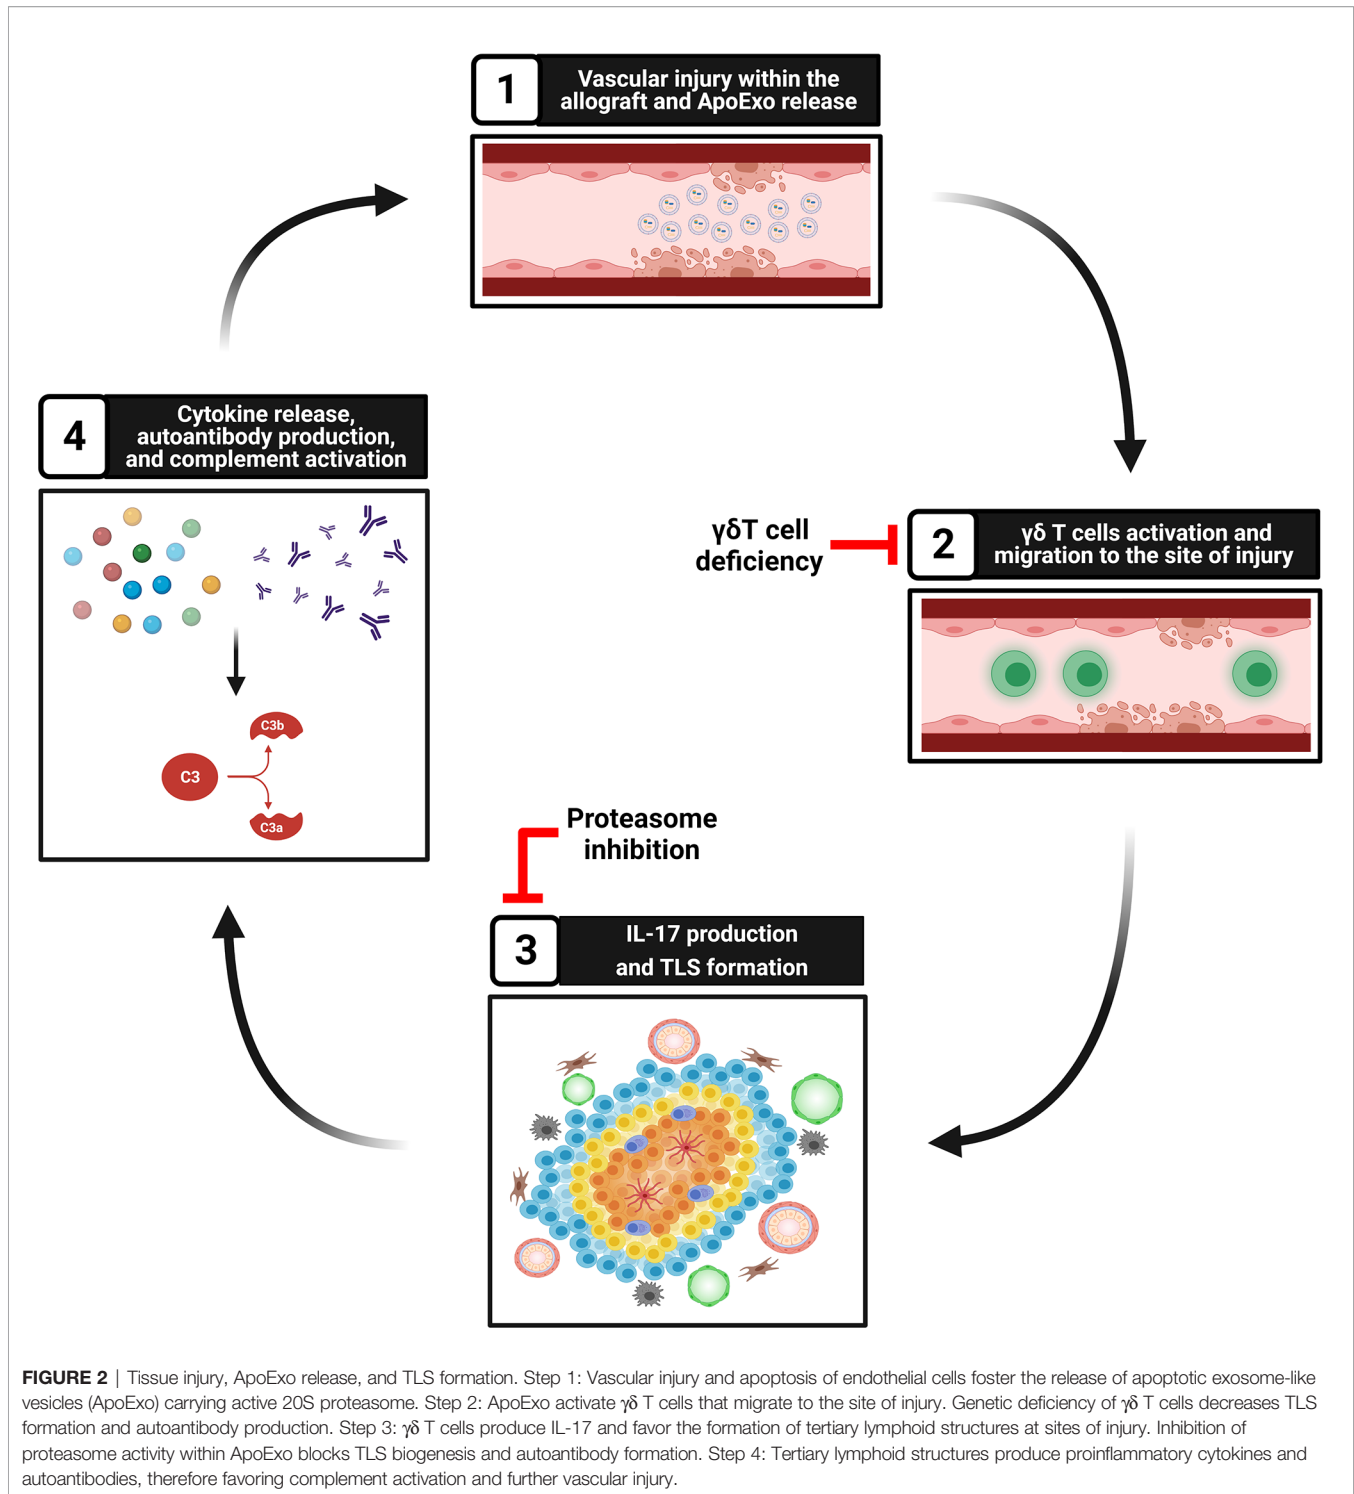 1
Vascular injury within the
allograft and ApoExo release
4
Cytokine release,
autoantibody production,
and complement activation
γδT cell
deficiency
2
γδ T cells activation and
migration to the site of injury
C3b
C3
C3a
Proteasome
inhibition
3
IL-17 production
and TLS formation
FIGURE 2 | Tissue injury, ApoExo release, and TLS formation. Step 1: Vascular injury and apoptosis of endothelial cells foster the release of apoptotic exosome-like
vesicles (ApoExo) carrying active 20S proteasome. Step 2: ApoExo activate γδ T cells that migrate to the site of injury. Genetic deficiency of γδ T cells decreases TLS
formation and autoantibody production. Step 3: γδ T cells produce IL-17 and favor the formation of tertiary lymphoid structures at sites of injury. Inhibition of
proteasome activity within ApoExo blocks TLS biogenesis and autoantibody formation. Step 4: Tertiary lymphoid structures produce proinflammatory cytokines and
autoantibodies, therefore favoring complement activation and further vascular injury.